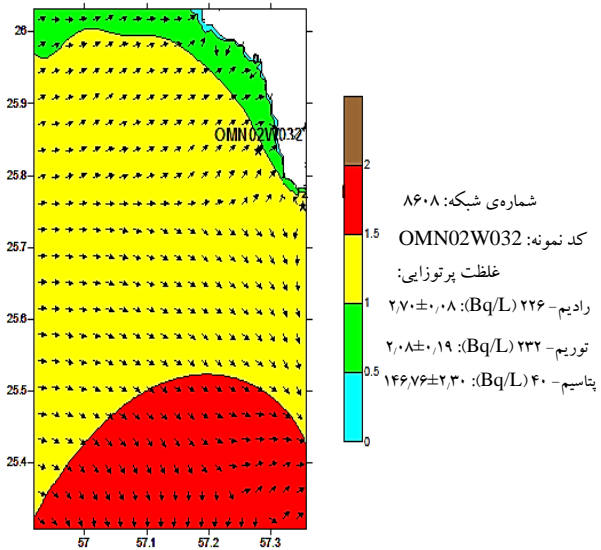 26
25.9
25.8
25.7
25.6
25.5
25.4
57
57.1
57.2
57.3
OMN02W032
2
1.5
1
0.5
0
شماره‌ی شبکه: ۸۶۰۸
کد نمونه: OMN02W032
غلظت پرتوزایی:
رادیم- ۲۲۶ (Bq/L): ۲٫۷۰±۰٫۰۸
توریم- ۲۳۲ (Bq/L): ۲٫۰۸±۰٫۱۹
پتاسیم- ۴۰ (Bq/L): ۱۴۶٫۷۶±۲٫۳۰